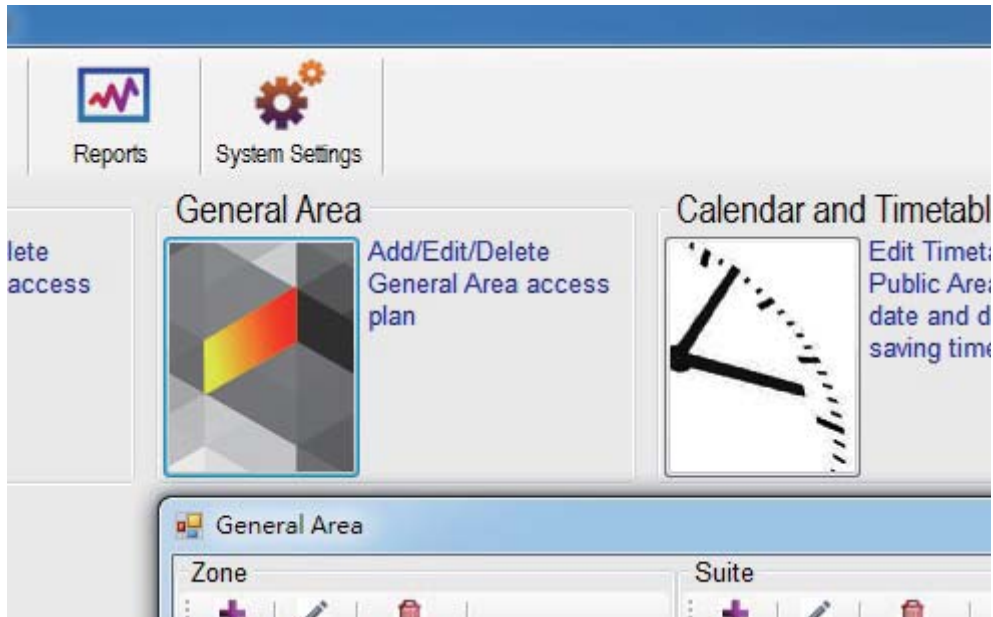 Reports
System Settings
General Area
Calendar and Timetabl
lete
access
Add/Edit/Delete
General Area access
plan
Edit Timeta
Public Area
date and d
saving time
General Area
Zone
Suite